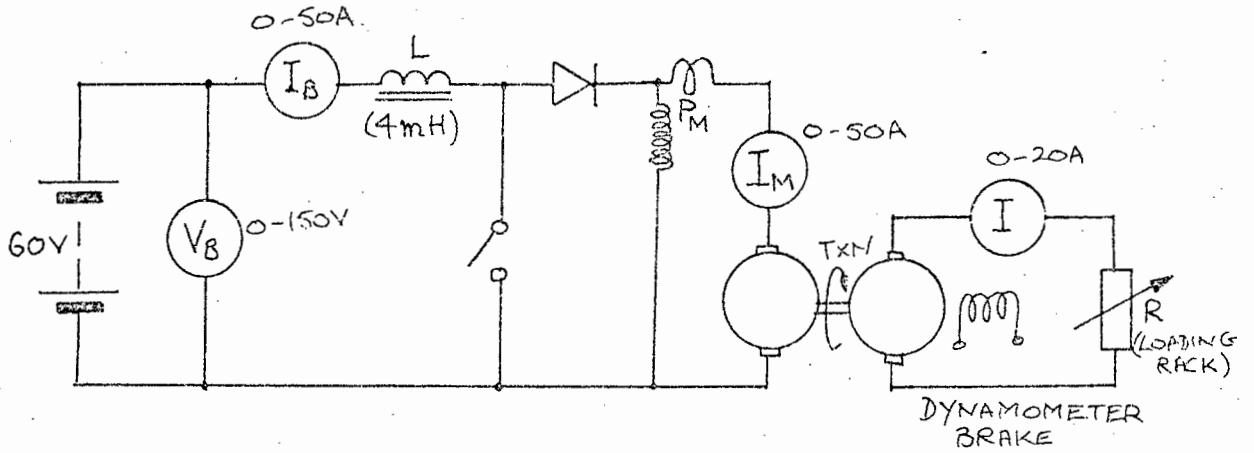 0-50A.
I_B
L
(4mH)
P_M
0-50A
I_M
0-20A
I
60V
V_B
0-150V
TxN
R
(LOADING
RACK)
DYNAMOMETER
BRAKE